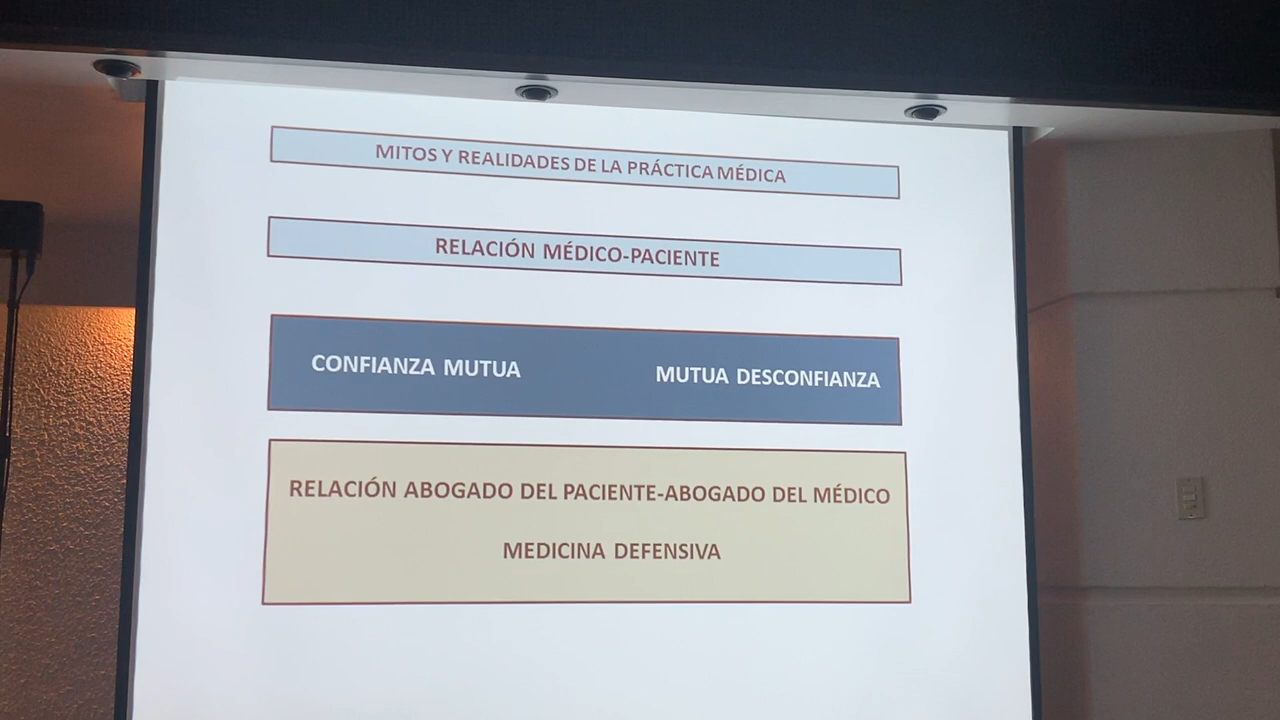 MITOS Y REALIDADES DE LA PRÁCTICA MÉDICA
RELACIÓN MÉDICO-PACIENTE
CONFIANZA MUTUA MUTUA DESCONFIANZA
RELACIÓN ABOGADO DEL PACIENTE-ABOGADO DEL MÉDICO
MEDICINA DEFENSIVA